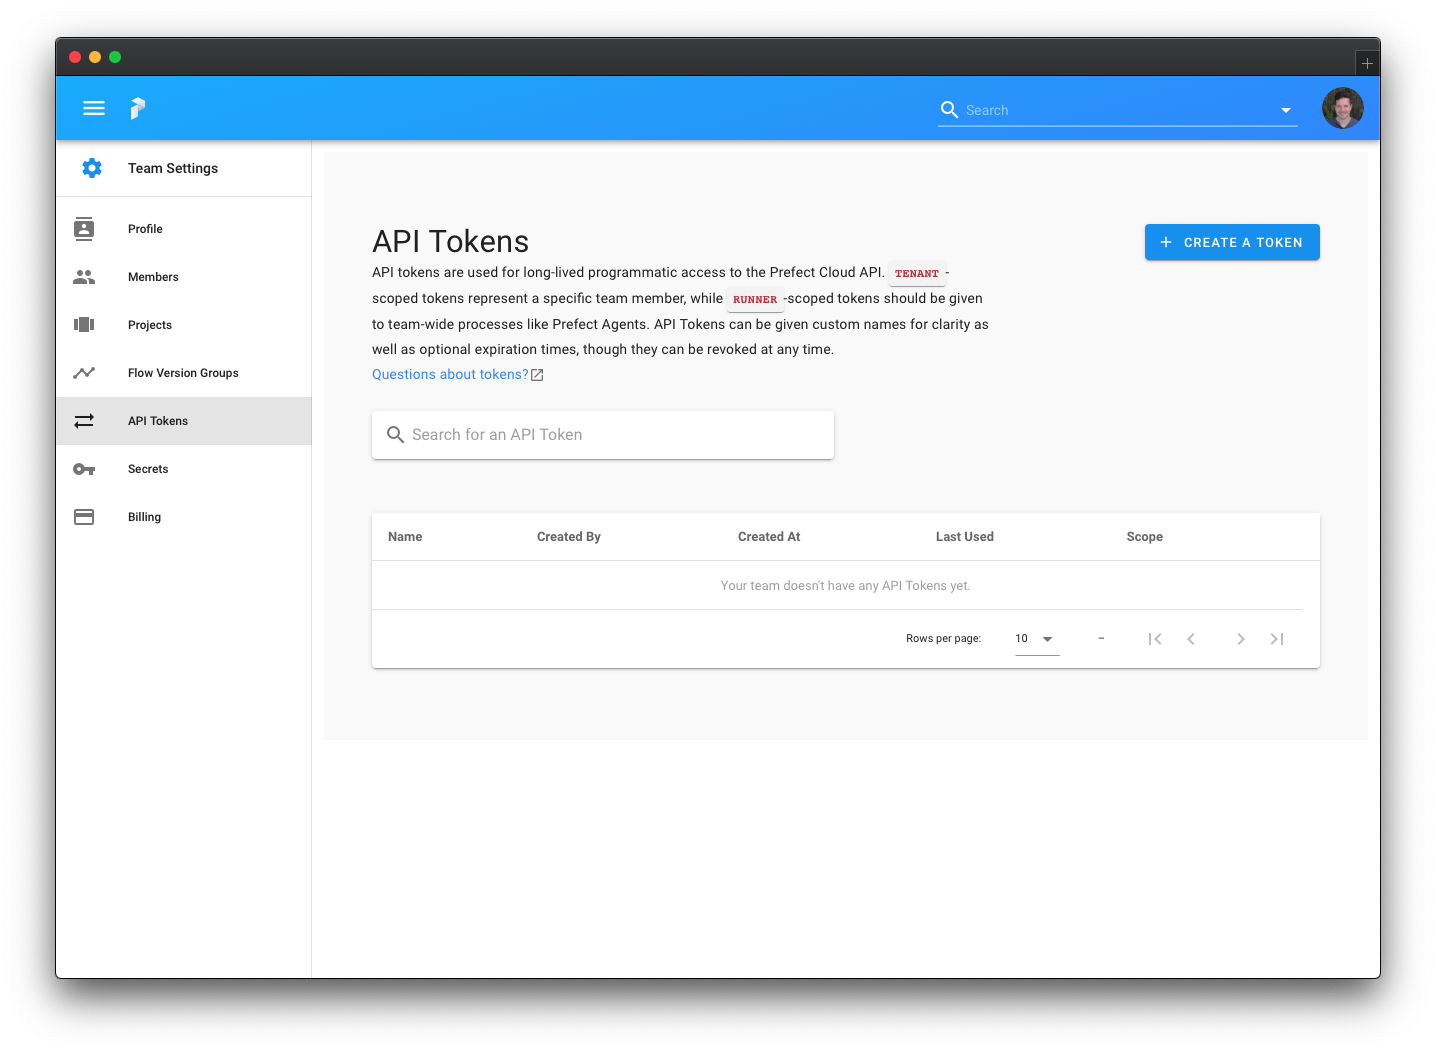 Search
Team Settings
Profile
Members
Projects
Flow Version Groups
API Tokens
Secrets
Billing
API Tokens
+ CREATE A TOKEN
API tokens are used for long-lived programmatic access to the Prefect Cloud API. TENANT -
scoped tokens represent a specific team member, while RUNNER -scoped tokens should be given
to team-wide processes like Prefect Agents. API Tokens can be given custom names for clarity as
well as optional expiration times, though they can be revoked at any time.
Questions about tokens?
Search for an API Token
Name Created By Created At Last Used Scope
Your team doesn't have any API Tokens yet.
Rows per page: 10 –